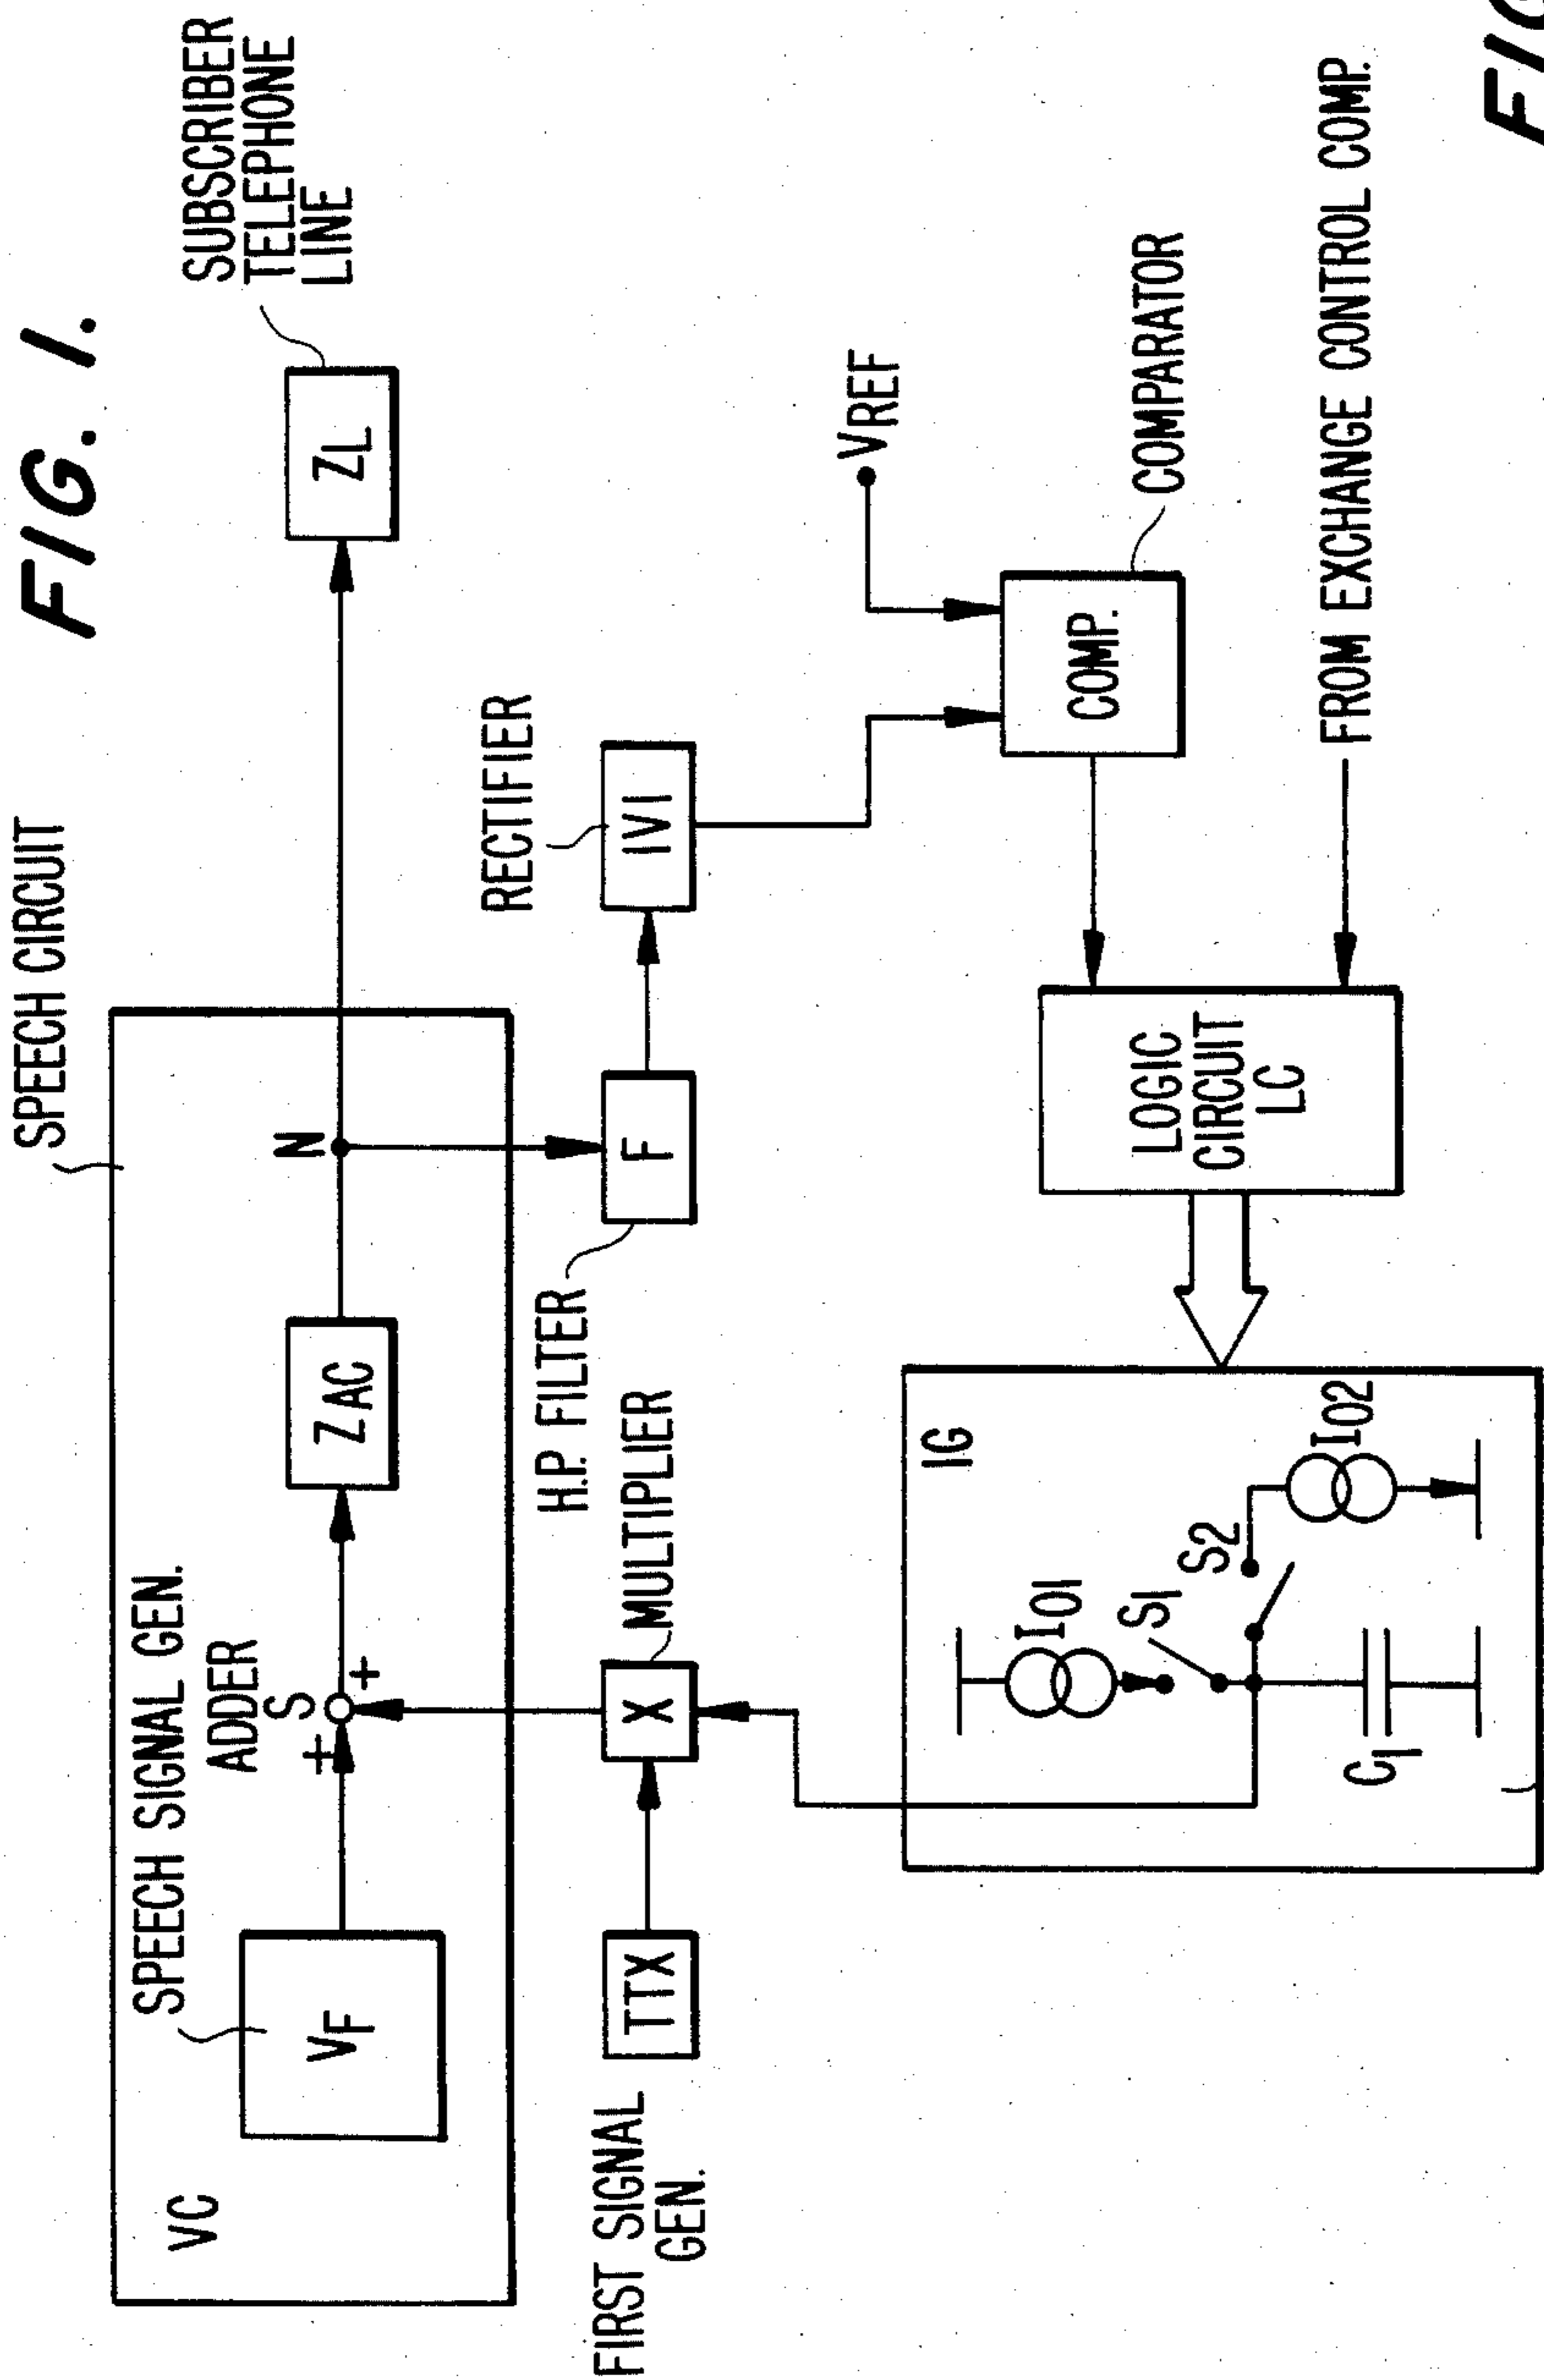 FIG. 1.
SPEECH CIRCUIT
SUBSCRIBER
TELEPHONE
LINE
VC
SPEECH SIGNAL GEN.
ADDER
S
+
+
VF
ZAC
N
ZL
FIRST SIGNAL
GEN.
TTX
X
MULTIPLIER
H.P. FILTER
F
RECTIFIER
|V|
VREF
COMP.
COMPARATOR
IG
I01
S1
S2
I02
C1
LOGIC
CIRCUIT
LC
FROM EXCHANGE CONTROL COMP.